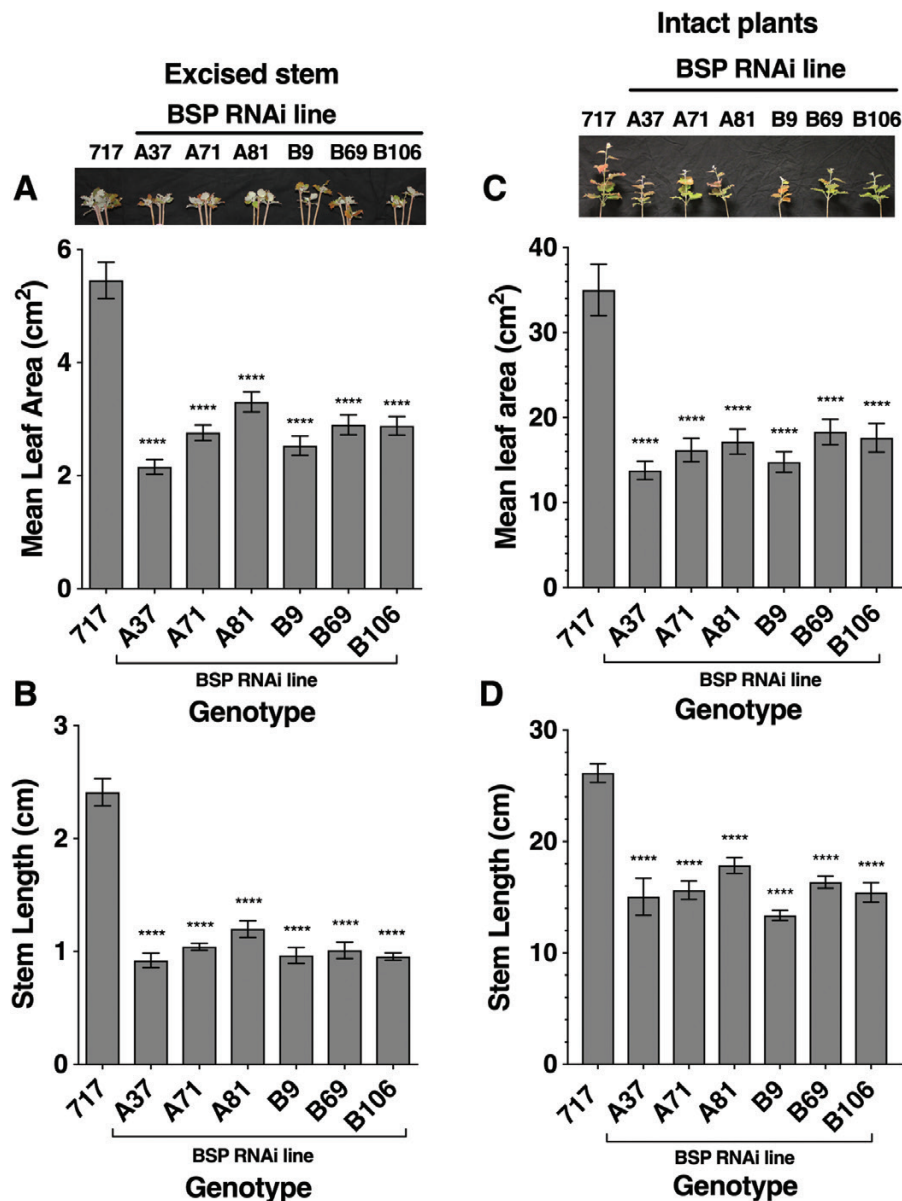 Excised stem
BSP RNAi line
717 A37 A71 A81 B9 B69 B106
A
Mean Leaf Area (cm²)
6
4
2
0
****
****
****
****
****
****
717 A37 A71 A81 B9 B69 B106
BSP RNAi line
Genotype
B
Stem Length (cm)
3
2
1
0
****
****
****
****
****
****
717 A37 A71 A81 B9 B69 B106
BSP RNAi line
Genotype
Intact plants
BSP RNAi line
717 A37 A71 A81 B9 B69 B106
C
Mean leaf area (cm²)
40
30
20
10
0
****
****
****
****
****
****
717 A37 A71 A81 B9 B69 B106
BSP RNAi line
Genotype
D
Stem Length (cm)
30
20
10
0
****
****
****
****
****
****
717 A37 A71 A81 B9 B69 B106
BSP RNAi line
Genotype